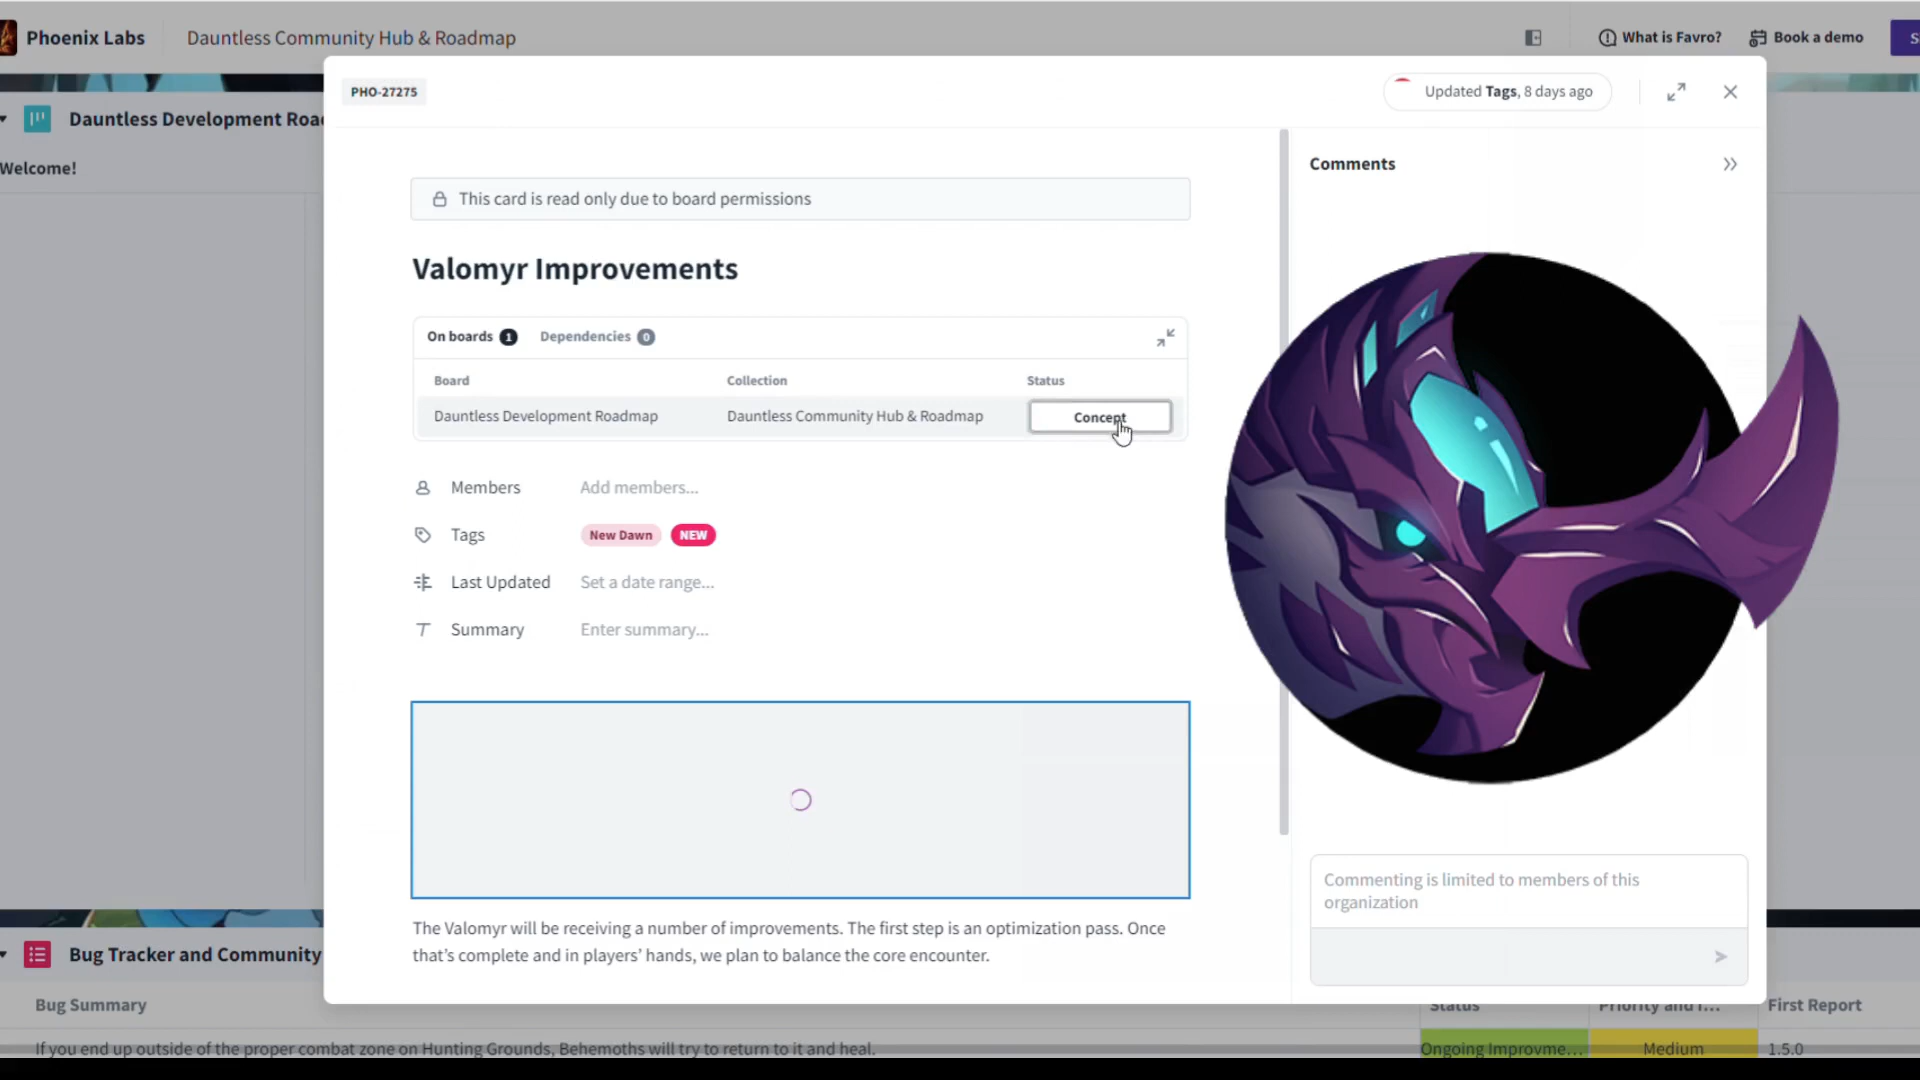 Phoenix Labs
Dauntless Community Hub & Roadmap
What is Favro?
Book a demo
Dauntless Development Roa
Welcome!
PHO-27275
Updated Tags, 8 days ago
This card is read only due to board permissions
Valomyr Improvements
On boards 1
Dependencies 0
Board Collection Status
Dauntless Development Roadmap Dauntless Community Hub & Roadmap Concept
Members Add members...
Tags New Dawn NEW
Last Updated Set a date range...
Summary Enter summary...
The Valomyr will be receiving a number of improvements. The first step is an optimization pass. Once
that's complete and in players' hands, we plan to balance the core encounter.
Comments
Commenting is limited to members of this
organization
Bug Tracker and Community
Bug Summary Status Priority and I... First Report
If you end up outside of the proper combat zone on Hunting Grounds, Behemoths will try to return to it and heal. Ongoing Improvme... Medium 1.5.0